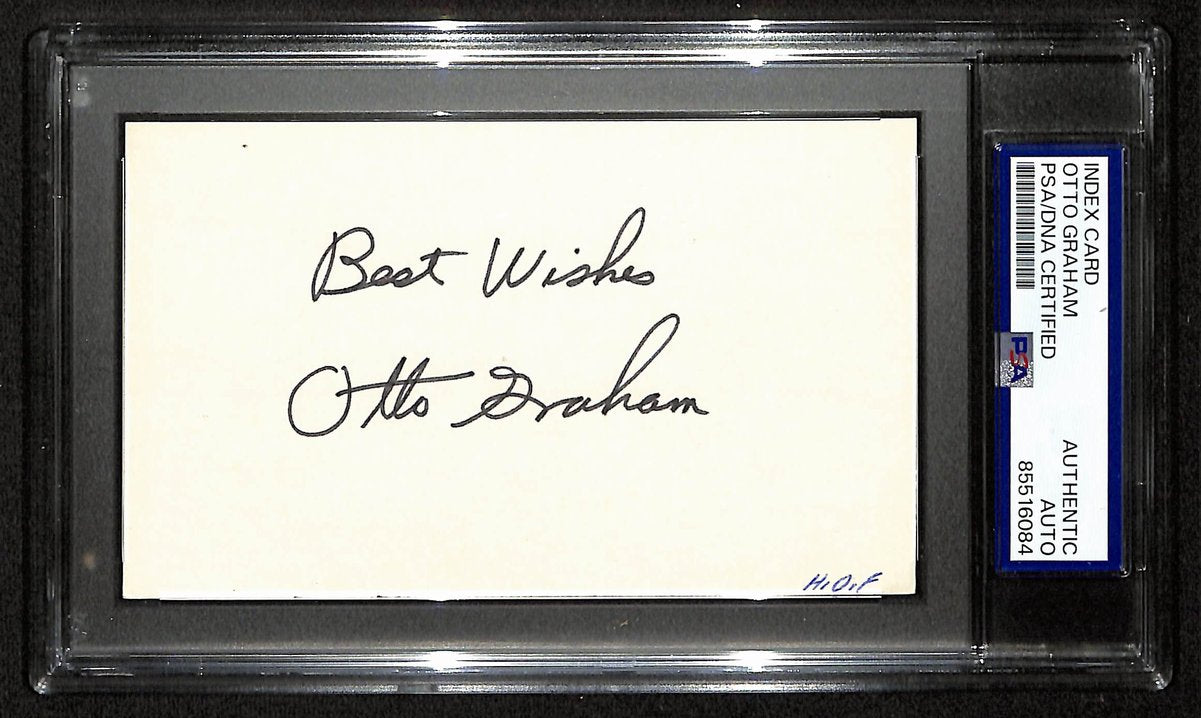 Best Wishes
Otto Graham
H.O.F
INDEX CARD
OTTO GRAHAM
PSA/DNA CERTIFIED
PSA
AUTHENTIC
AUTO
85516084